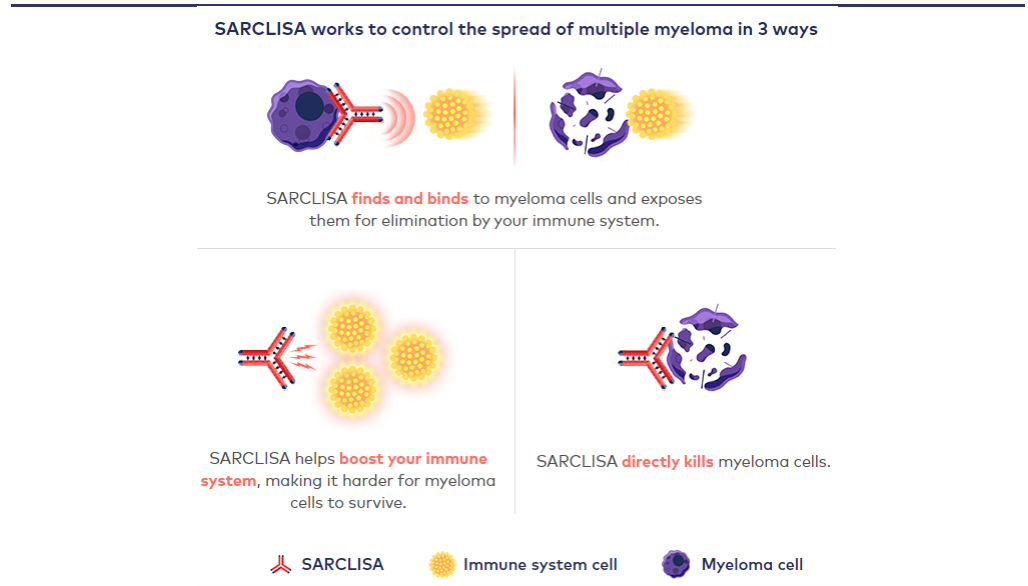 SARCLISA works to control the spread of multiple myeloma in 3 ways
SARCLISA finds and binds to myeloma cells and exposes
them for elimination by your immune system.
SARCLISA helps boost your immune
system, making it harder for myeloma
cells to survive.
SARCLISA directly kills myeloma cells.
SARCLISA
Immune system cell
Myeloma cell